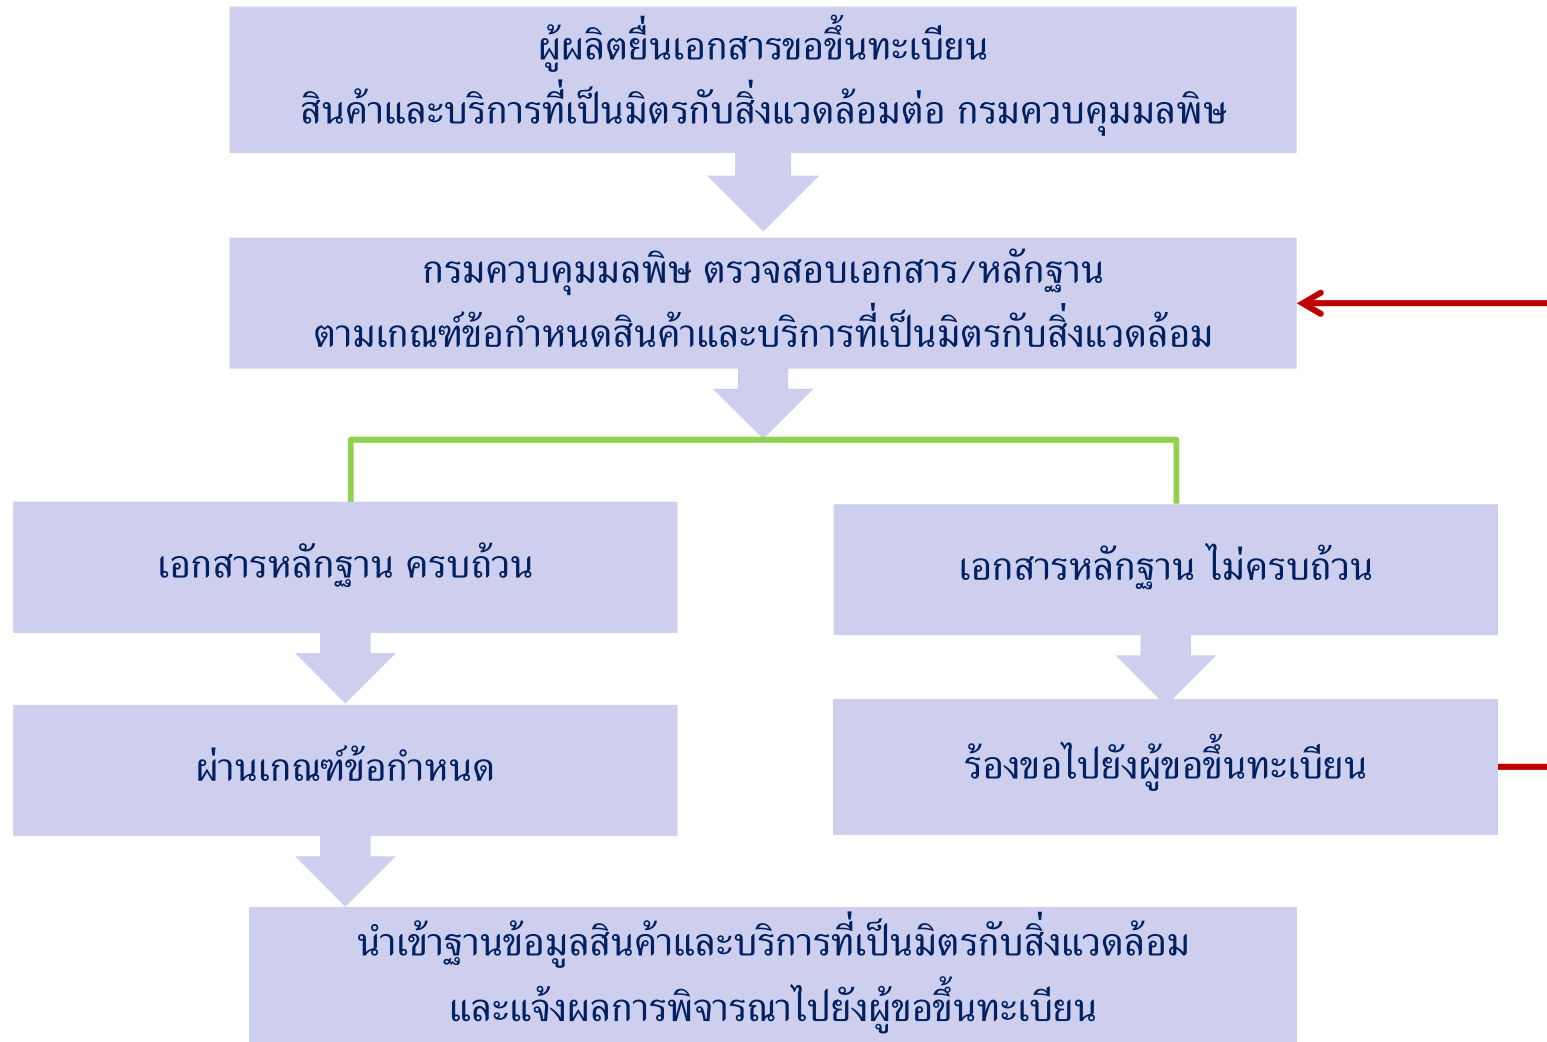 ผู้ผลิตยื่นเอกสารขอขึ้นทะเบียน
สินค้าและบริการที่เป็นมิตรกับสิ่งแวดล้อมต่อ กรมควบคุมมลพิษ
กรมควบคุมมลพิษ ตรวจสอบเอกสาร/หลักฐาน
ตามเกณฑ์ข้อกำหนดสินค้าและบริการที่เป็นมิตรกับสิ่งแวดล้อม
เอกสารหลักฐาน ครบถ้วน
เอกสารหลักฐาน ไม่ครบถ้วน
ผ่านเกณฑ์ข้อกำหนด
ร้องขอไปยังผู้ขอขึ้นทะเบียน
นำเข้าฐานข้อมูลสินค้าและบริการที่เป็นมิตรกับสิ่งแวดล้อม
และแจ้งผลการพิจารณาไปยังผู้ขอขึ้นทะเบียน